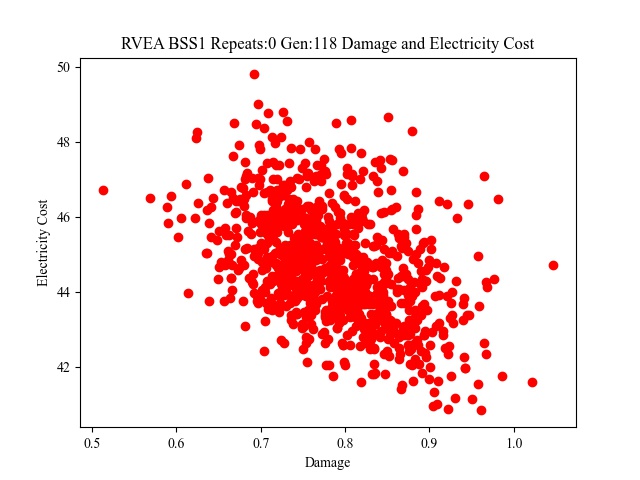 RVEA BSS1 Repeats:0 Gen:118 Damage and Electricity Cost
50
48
46
44
42
Electricity Cost
0.5 0.6 0.7 0.8 0.9 1.0
Damage